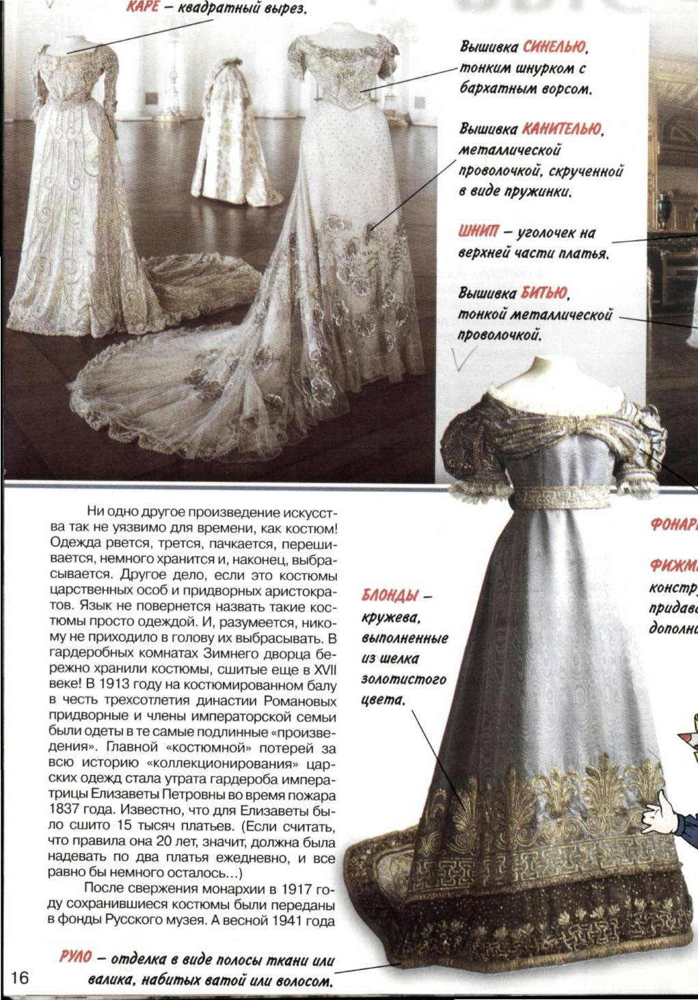 КАРЕ – квадратный вырез.
Вышивка СИНЕЛЬЮ,
тонким шнурком с
бархатным ворсом.
Вышивка КАНИТЕЛЬЮ,
металлической
проволочкой, скрученной
в виде пружинки.
ШНИП – уголочек на
верхней части платья.
Вышивка БИТЬЮ,
тонкой металлической
проволочкой.
Ни одно другое произведение искусст-
ва так не уязвимо для времени, как костюм!
Одежда рвется, трется, пачкается, переши-
вается, немного хранится и, наконец, выбра-
сывается. Другое дело, если это костюмы
царственных особ и придворных аристокра-
тов. Язык не повернется назвать такие кос-
тюмы просто одеждой. И, разумеется, нико-
му не приходило в голову их выбрасывать. В
гардеробных комнатах Зимнего дворца бе-
режно хранили костюмы, сшитые еще в XVII
веке! В 1913 году на костюмированном балу
в честь трехсотлетия династии Романовых
придворные и члены императорской семьи
были одеты в те самые подлинные «произве-
дения». Главной «костюмной» потерей за
всю историю «коллекционирования» цар-
ских одежд стала утрата гардероба импера-
трицы Елизаветы Петровны во время пожара
1837 года. Известно, что для Елизаветы бы-
ло сшито 15 тысяч платьев. (Если считать,
что правила она 20 лет, значит, должна была
надевать по два платья ежедневно, и все
равно бы немного осталось...)
После свержения монархии в 1917 го-
ду сохранившиеся костюмы были переданы
в фонды Русского музея. А весной 1941 года
БЛОНДЫ –
кружева,
выполненные
из шелка
золотистого
цвета.
ФОНАР
ФИЖМ
констр
придав
дополни
РУЛО – отделка в виде полосы ткани или
валика, набитых ватой или волосом.
16